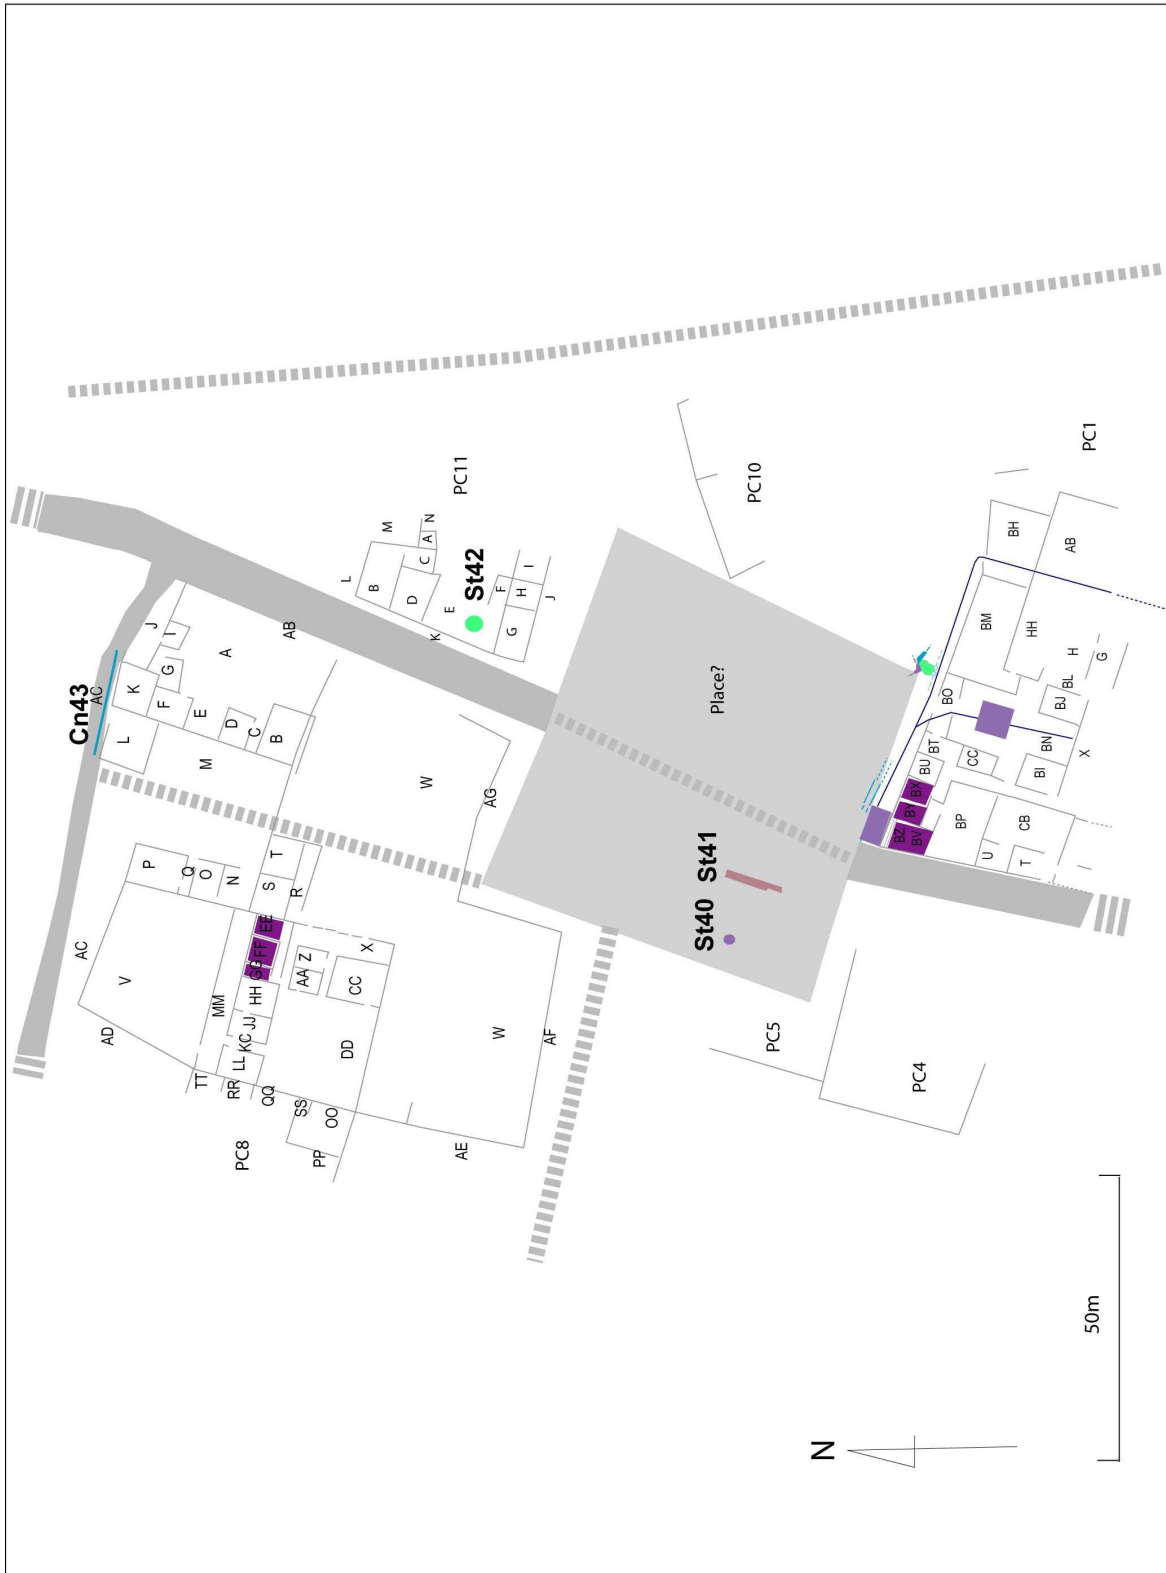 Cn43
AC
J
I
K
G
F
E
A
L
D
C
B
M
AB
AC
P
Q
O
N
T
S
R
V
AD
MM
EE
FF
GG
HH
JJ
KC
LL
TT
RR
QQ
X
Z
AA
CC
DD
SS
OO
PP
PC8
W
AG
W
AF
AE
L
M
N
A
B
C
D
E
K
F
I
H
G
J
PC11
St42
PC10
Place?
St41
St40
PC5
PC4
PC1
BH
AB
BM
HH
H
G
BO
BL
BJ
BT
CC
BN
X
BU
BI
BX
BY
BZ
BV
BP
CB
U
T
N
50m